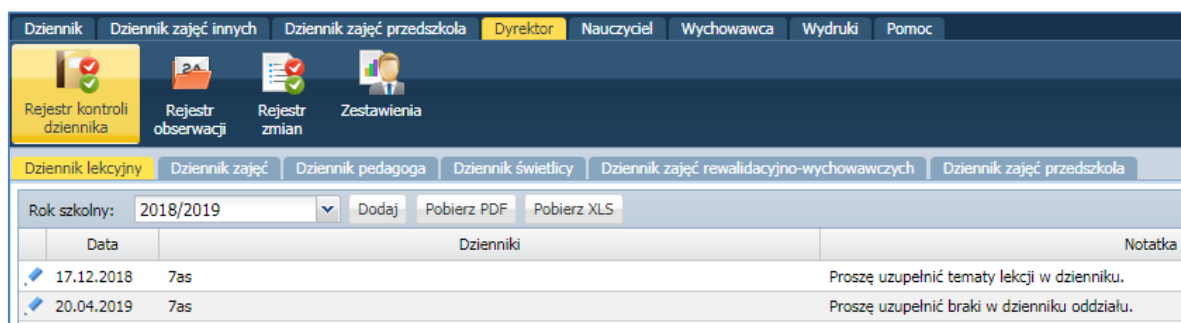 Dziennik Dziennik zajęć innych Dziennik zajęć przedszkola Dyrektor Nauczyciel Wychowawca Wydruki Pomoc
Rejestr kontroli dziennika
Rejestr obserwacji
Rejestr zmian
Zestawienia
Dziennik lekcyjny Dziennik zajęć Dziennik pedagoga Dziennik świetlicy Dziennik zajęć rewalidacyjno-wychowawczych Dziennik zajęć przedszkola
Rok szkolny: 2018/2019 Dodaj Pobierz PDF Pobierz XLS
Data Dzienniki Notatka
17.12.2018 7as Proszę uzupełnić tematy lekcji w dzienniku.
20.04.2019 7as Proszę uzupełnić braki w dzienniku oddziału.